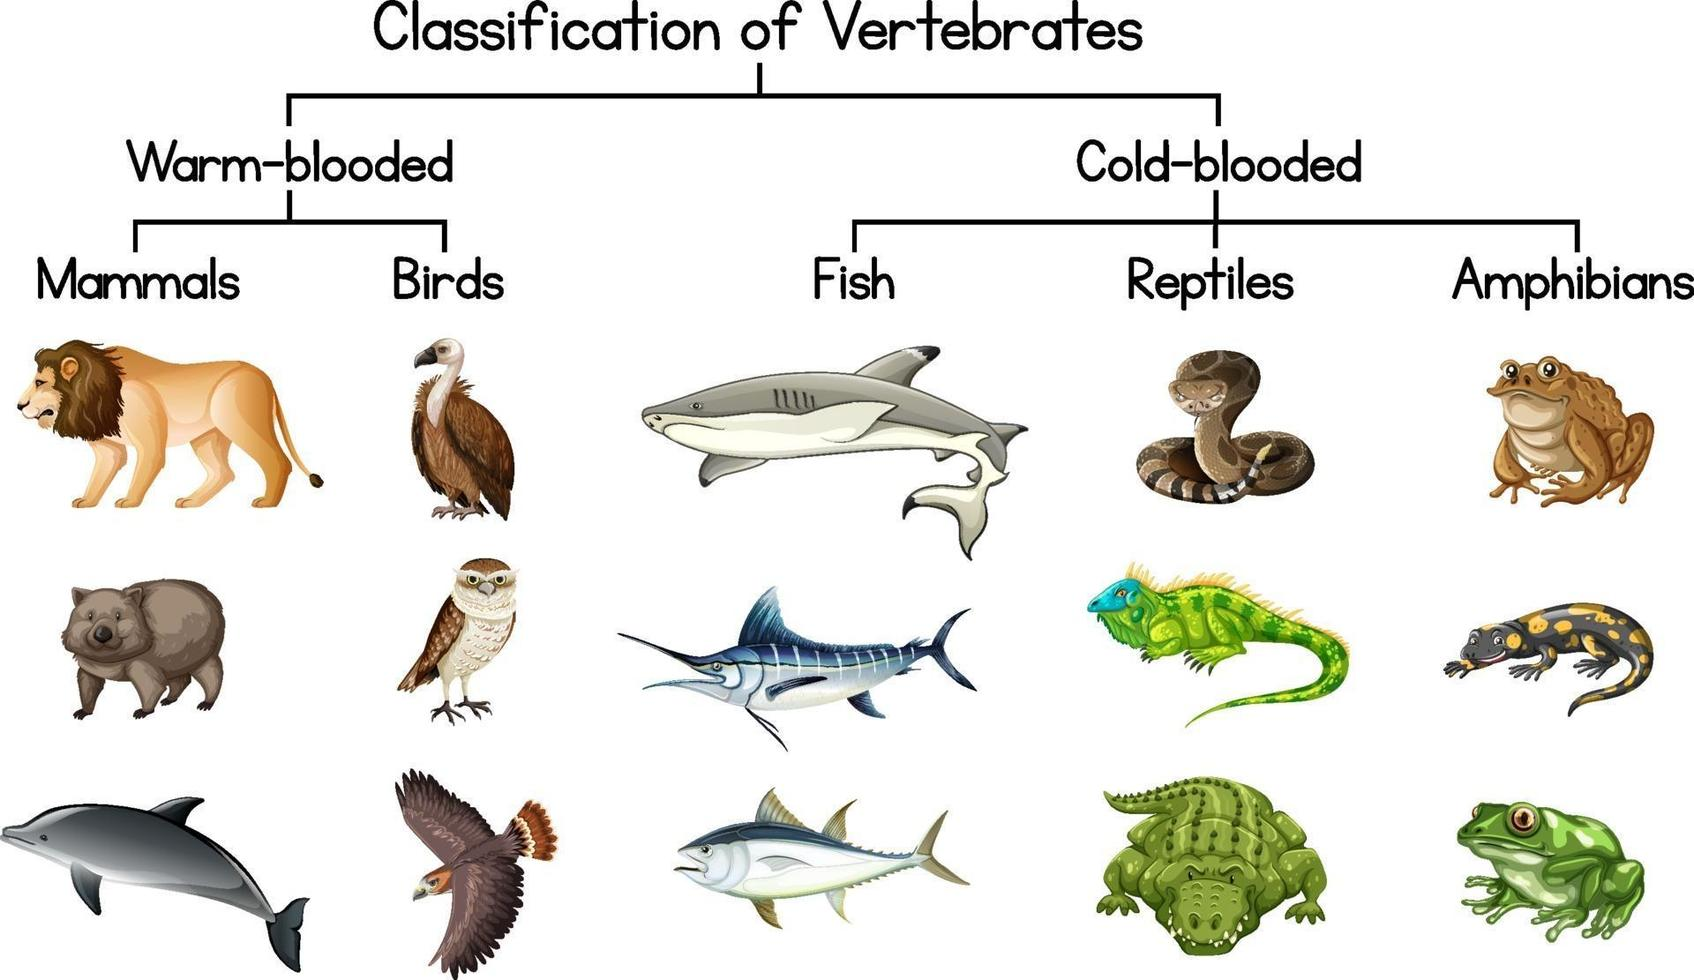 Classification of Vertebrates
Warm-blooded
Cold-blooded
Mammals
Birds
Fish
Reptiles
Amphibians